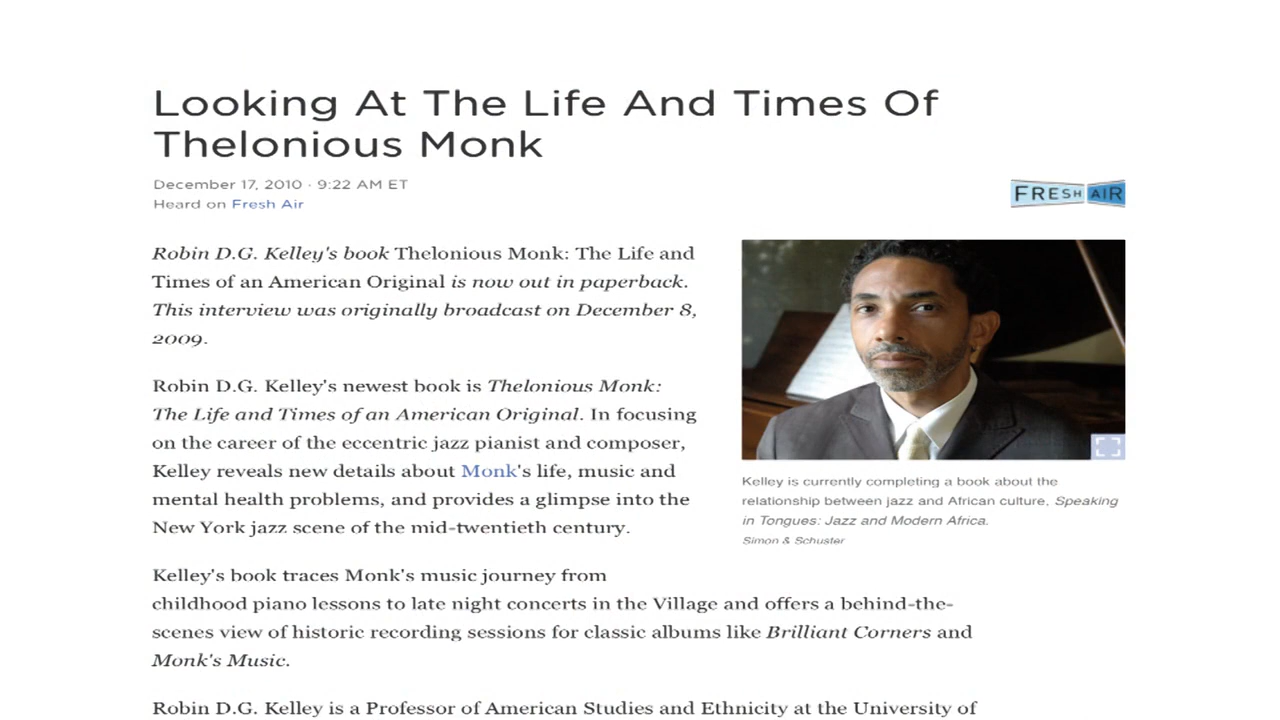 Looking At The Life And Times Of
Thelonious Monk
December 17, 2010 · 9:22 AM ET
Heard on Fresh Air
FRESH AIR
Robin D.G. Kelley's book Thelonious Monk: The Life and
Times of an American Original is now out in paperback.
This interview was originally broadcast on December 8,
2009.
Robin D.G. Kelley's newest book is Thelonious Monk:
The Life and Times of an American Original. In focusing
on the career of the eccentric jazz pianist and composer,
Kelley reveals new details about Monk's life, music and
mental health problems, and provides a glimpse into the
New York jazz scene of the mid-twentieth century.
Kelley is currently completing a book about the
relationship between jazz and African culture, Speaking
in Tongues: Jazz and Modern Africa.
Simon & Schuster
Kelley's book traces Monk's music journey from
childhood piano lessons to late night concerts in the Village and offers a behind-the-
scenes view of historic recording sessions for classic albums like Brilliant Corners and
Monk's Music.
Robin D.G. Kelley is a Professor of American Studies and Ethnicity at the University of